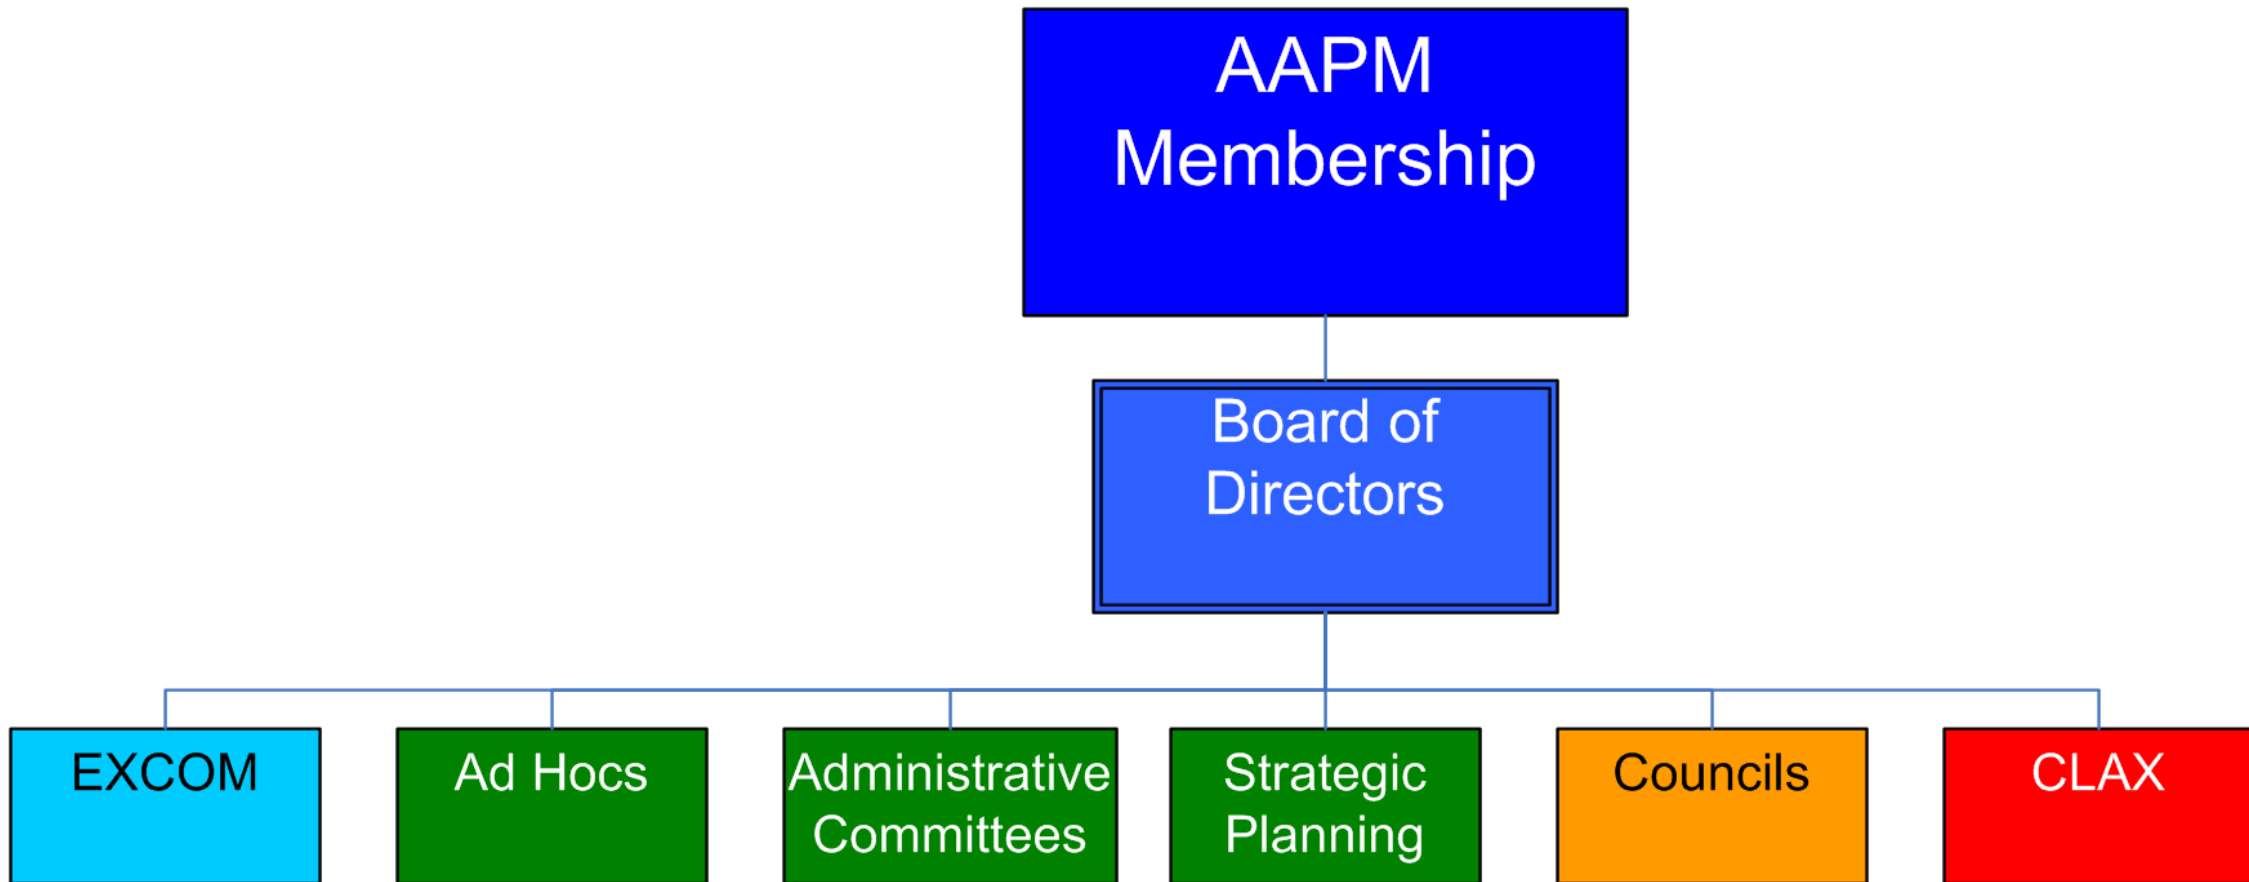 AAPM
Membership
Board of
Directors
EXCOM
Ad Hocs
Administrative
Committees
Strategic
Planning
Councils
CLAX